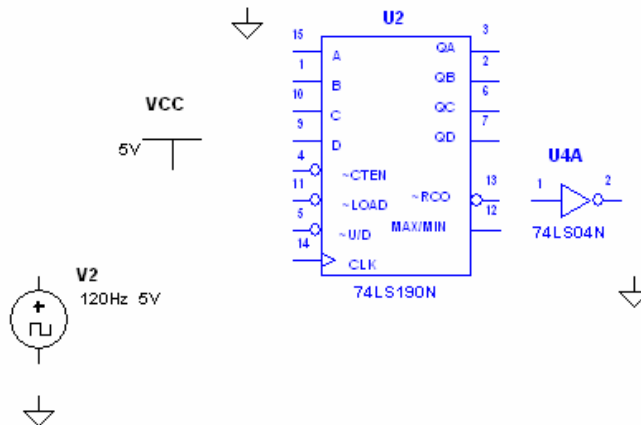 U2
15 A QA 3
1 B QB 2
10 C QC 6
9 D QD 7
4 ~CTEN
11 ~LOAD ~RCO 13
5 ~U/D MAX/MIN 12
14 CLK
74LS190N
VCC
5V
U4A
1 2
74LS04N
V2
120Hz 5V